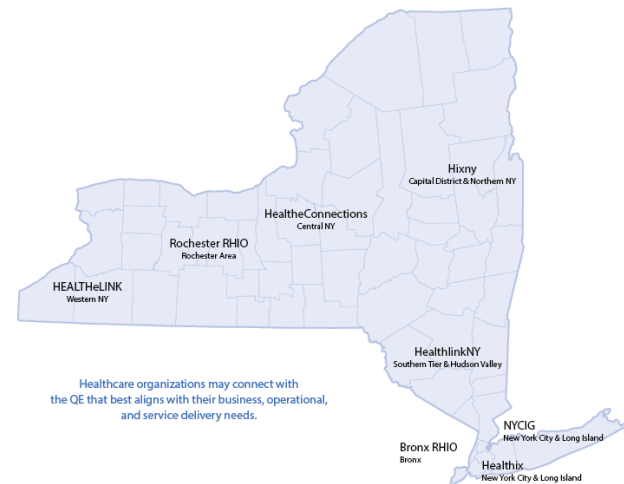 Hixny
Capital District & Northern NY
HealtheConnections
Central NY
Rochester RHIO
Rochester Area
HEALTHeLINK
Western NY
HealthlinkNY
Southern Tier & Hudson Valley
Healthcare organizations may connect with
the QE that best aligns with their business, operational,
and service delivery needs.
NYCIG
New York City & Long Island
Bronx RHIO
Bronx
Healthix
New York City & Long Island